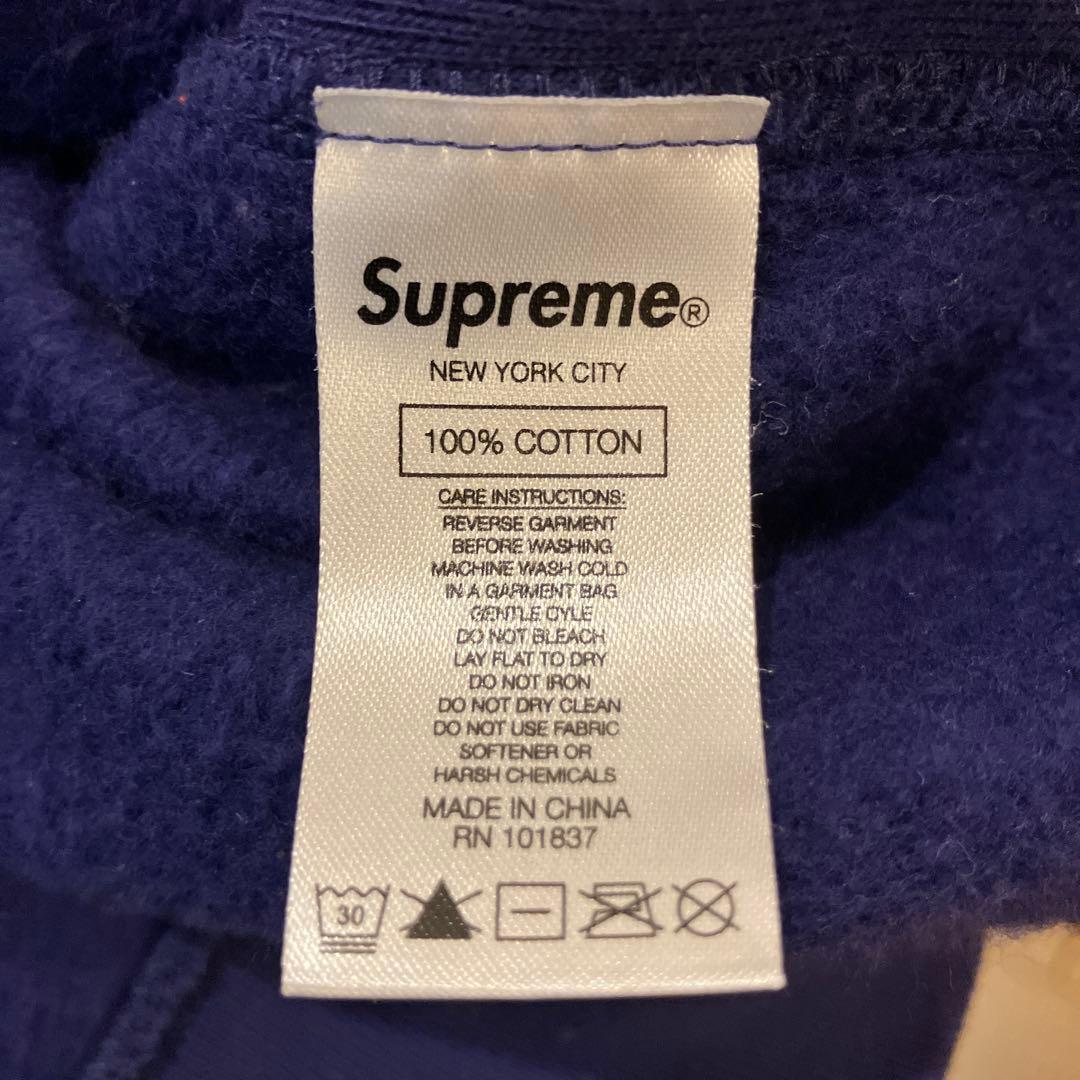 Supreme®
NEW YORK CITY
100% COTTON
CARE INSTRUCTIONS:
REVERSE GARMENT
BEFORE WASHING
MACHINE WASH COLD
IN A GARMENT BAG
GENTLE CYLE
DO NOT BLEACH
LAY FLAT TO DRY
DO NOT IRON
DO NOT DRY CLEAN
DO NOT USE FABRIC
SOFTENER OR
HARSH CHEMICALS
MADE IN CHINA
RN 101837
30